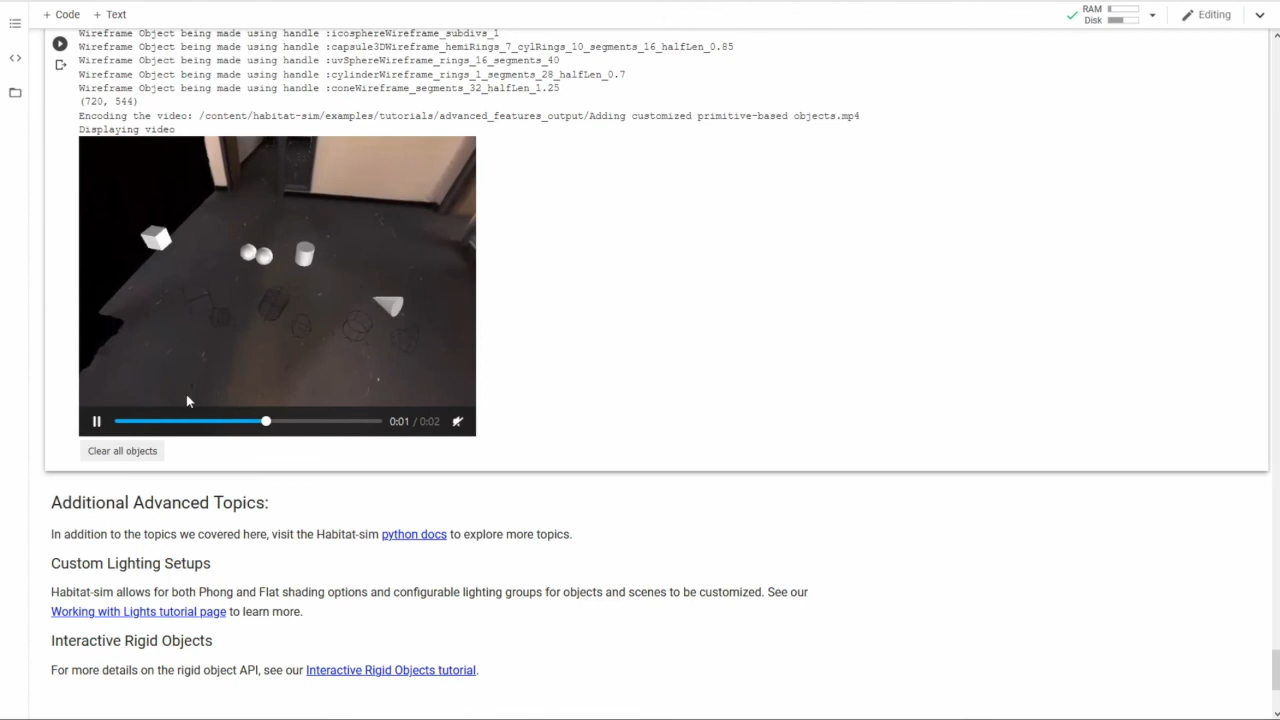 + Code + Text
RAM
Disk
Editing
Wireframe Object being made using handle :icosphereWireframe_subdivs_1
Wireframe Object being made using handle :capsule3DWireframe_hemiRings_7_cylRings_10_segments_16_halfLen_0.85
Wireframe Object being made using handle :uvSphereWireframe_rings_16_segments_40
Wireframe Object being made using handle :cylinderWireframe_rings_1_segments_28_halfLen_0.7
Wireframe Object being made using handle :coneWireframe_segments_32_halfLen_1.25
(720, 544)
Encoding the video: /content/habitat-sim/examples/tutorials/advanced_features_output/Adding customized primitive-based objects.mp4
Displaying video
0:01 / 0:02
Clear all objects
Additional Advanced Topics:
In addition to the topics we covered here, visit the Habitat-sim python docs to explore more topics.
Custom Lighting Setups
Habitat-sim allows for both Phong and Flat shading options and configurable lighting groups for objects and scenes to be customized. See our
Working with Lights tutorial page to learn more.
Interactive Rigid Objects
For more details on the rigid object API, see our Interactive Rigid Objects tutorial.